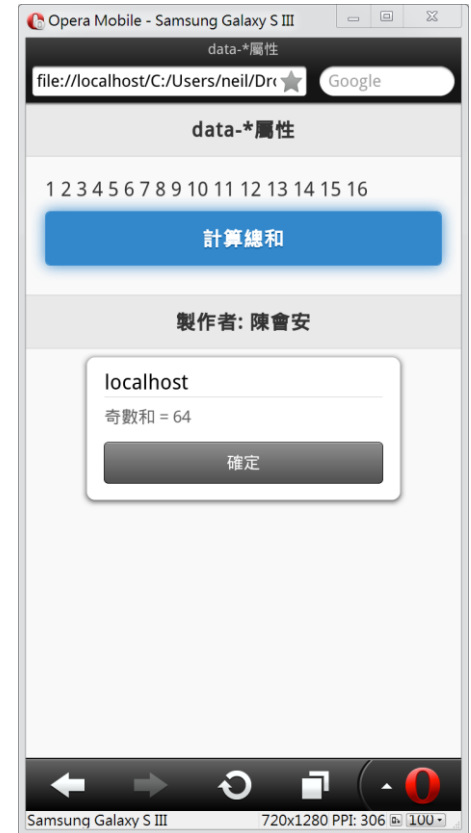 Opera Mobile - Samsung Galaxy S III
data-*屬性
file://localhost/C:/Users/neil/Dro
Google
data-*屬性
1 2 3 4 5 6 7 8 9 10 11 12 13 14 15 16
計算總和
製作者: 陳會安
localhost
奇數和 = 64
確定
Samsung Galaxy S III 720x1280 PPI: 306 100